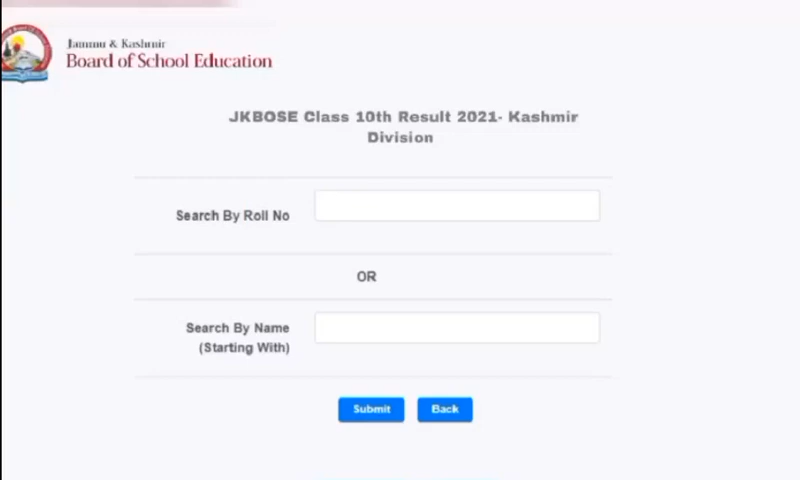 Jammu & Kashmir
Board of School Education
JKBOSE Class 10th Result 2021- Kashmir
Division
Search By Roll No
OR
Search By Name
(Starting With)
Submit Back